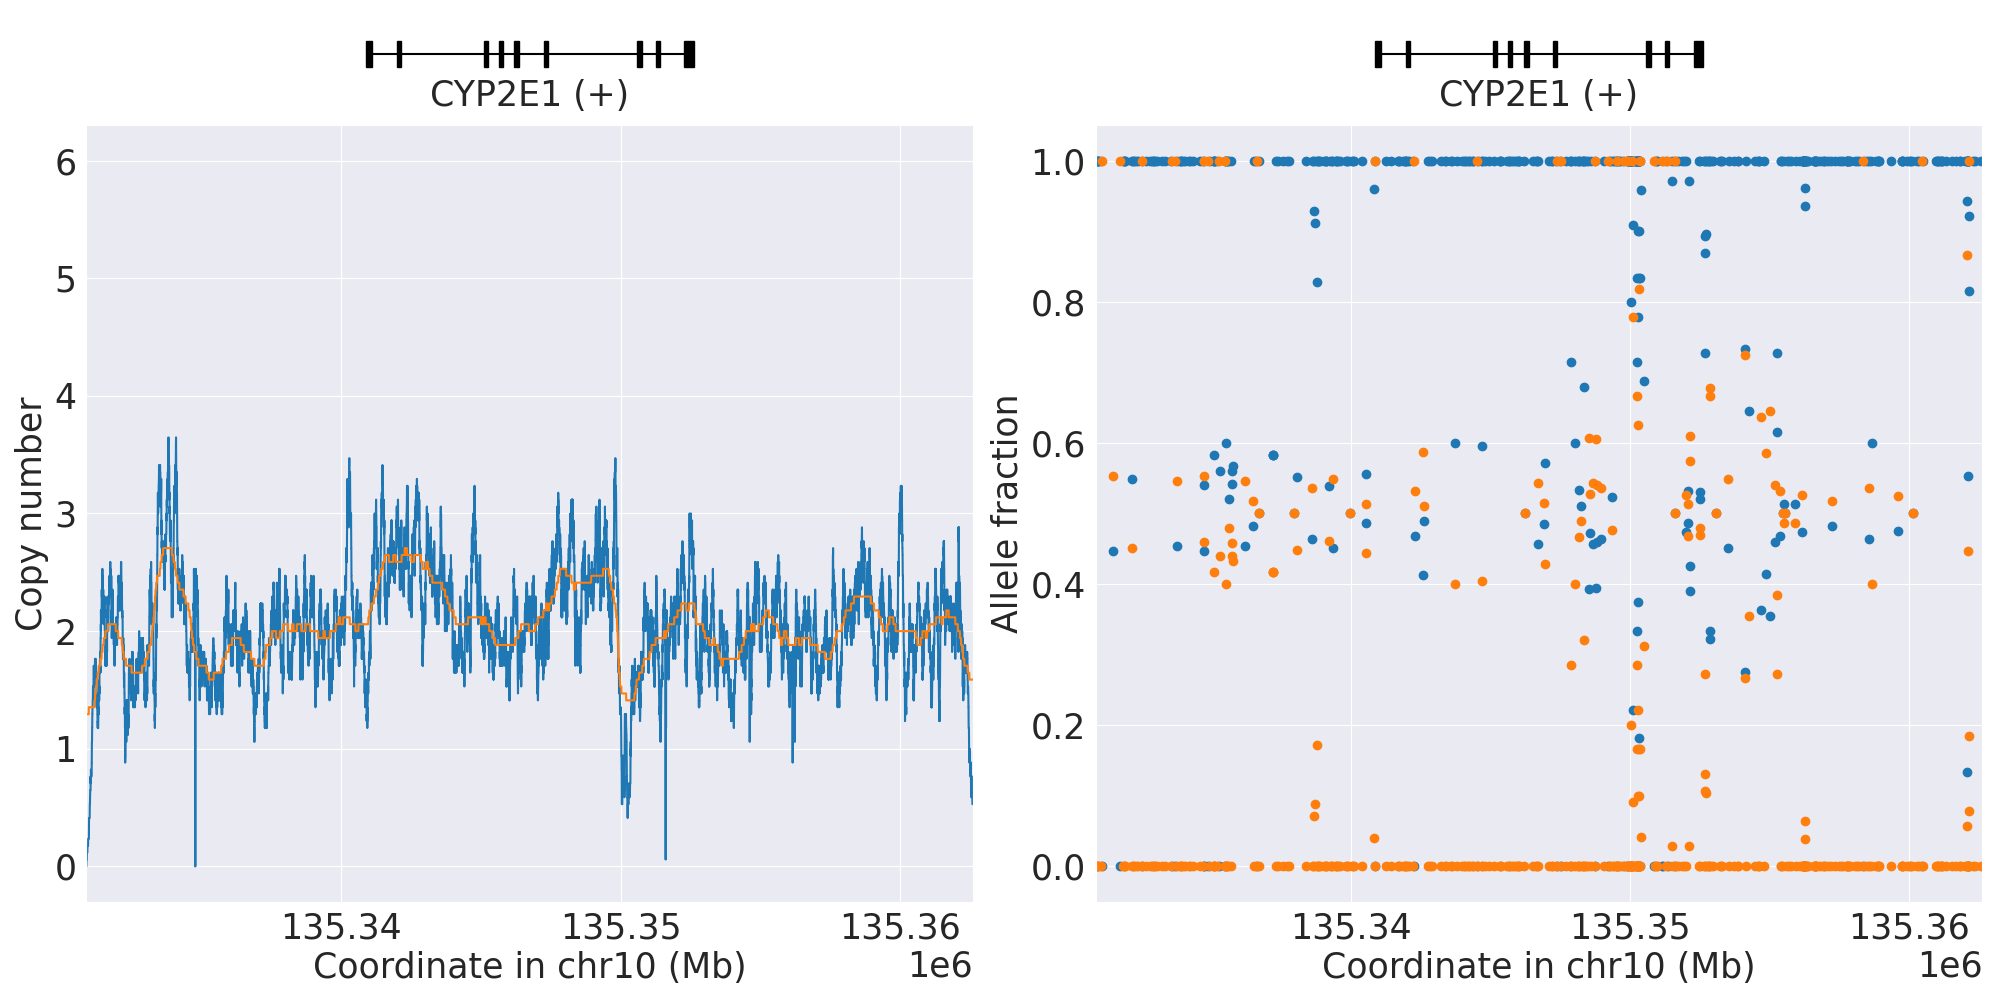 CYP2E1 (+)
6
5
4
3
2
1
0
Copy number
135.34 135.35 135.36
Coordinate in chr10 (Mb) 1e6
CYP2E1 (+)
1.0
0.8
0.6
0.4
0.2
0.0
Allele fraction
135.34 135.35 135.36
Coordinate in chr10 (Mb) 1e6